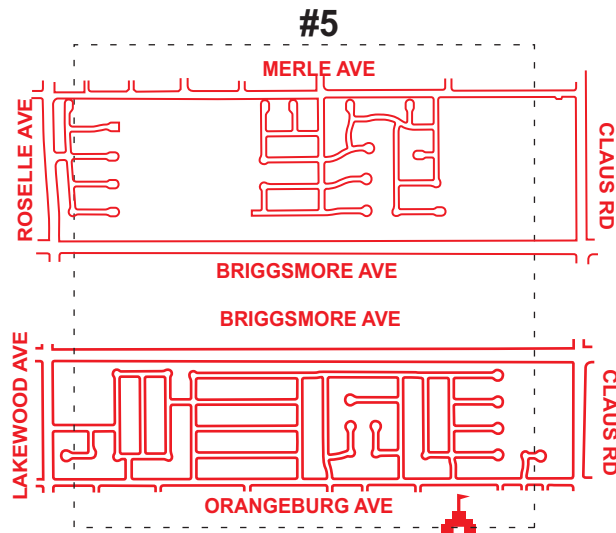 #5
MERLE AVE
ROSELLE AVE
CLAUS RD
BRIGGSMORE AVE
BRIGGSMORE AVE
LAKEWOOD AVE
CLAUS RD
ORANGEBURG AVE